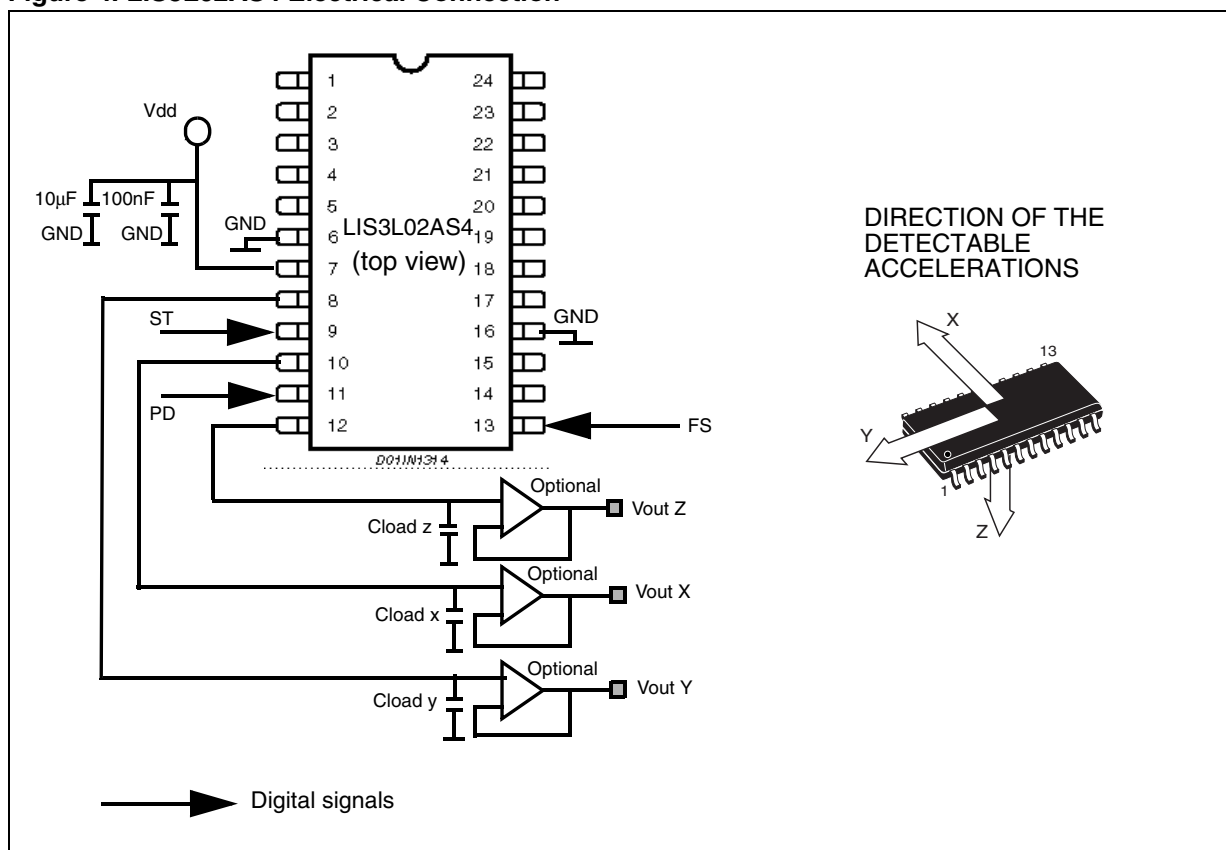 1 24
2 23
Vdd
3 22
4 21
10µF 100nF
5 20
GND GND
GND
6 LIS3L02AS4 19
7 (top view) 18
8 17
ST
9 16
GND
10 15
PD
11 14
12 13
FS
D01IN1314
Optional
Vout Z
Cload z
Optional
Vout X
Cload x
Optional
Vout Y
Cload y
Digital signals
DIRECTION OF THE
DETECTABLE
ACCELERATIONS
X
13
Y
1
Z